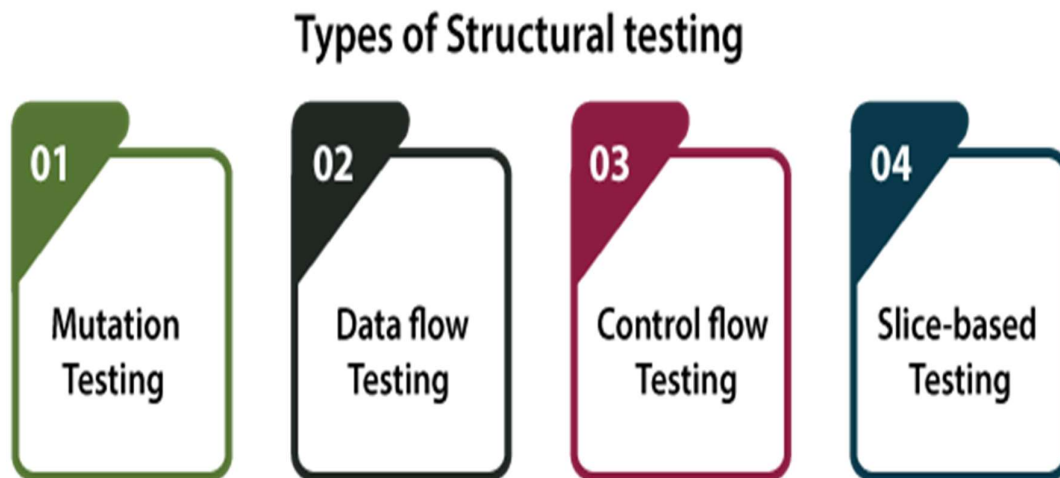 Types of Structural testing
01
Mutation
Testing
02
Data flow
Testing
03
Control flow
Testing
04
Slice-based
Testing